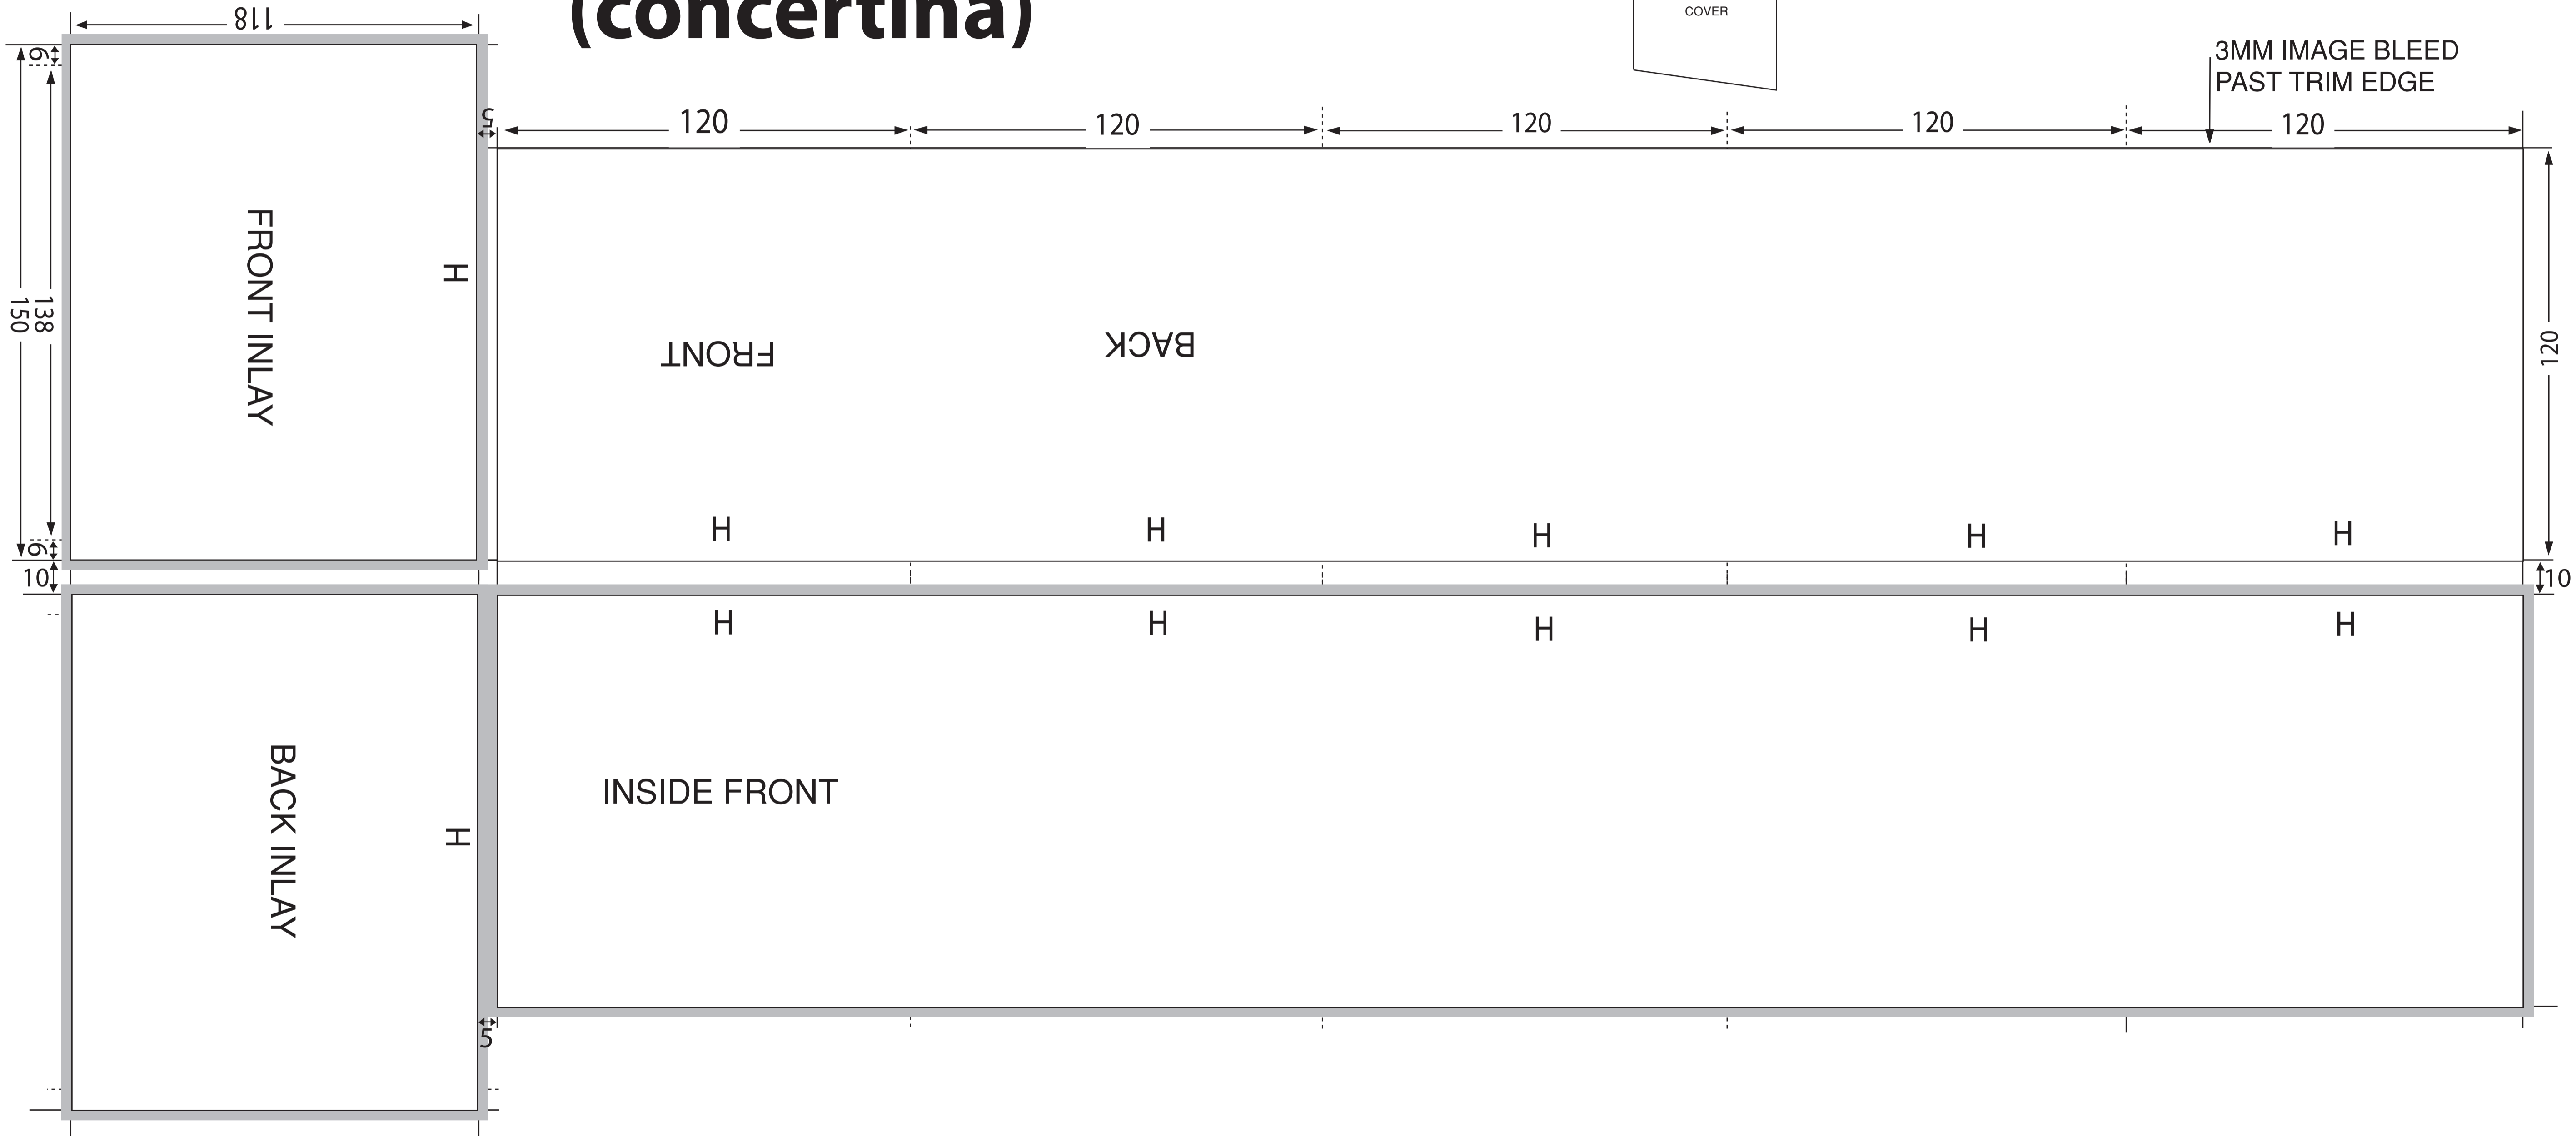 (concertina)
COVER
3MM IMAGE BLEED
PAST TRIM EDGE
118
6
5
120
120
120
120
120
FRONT INLAY
H
138
150
FRONT
BACK
120
H
H
H
H
H
6
10
10
H
H
H
H
H
BACK INLAY
H
INSIDE FRONT
5